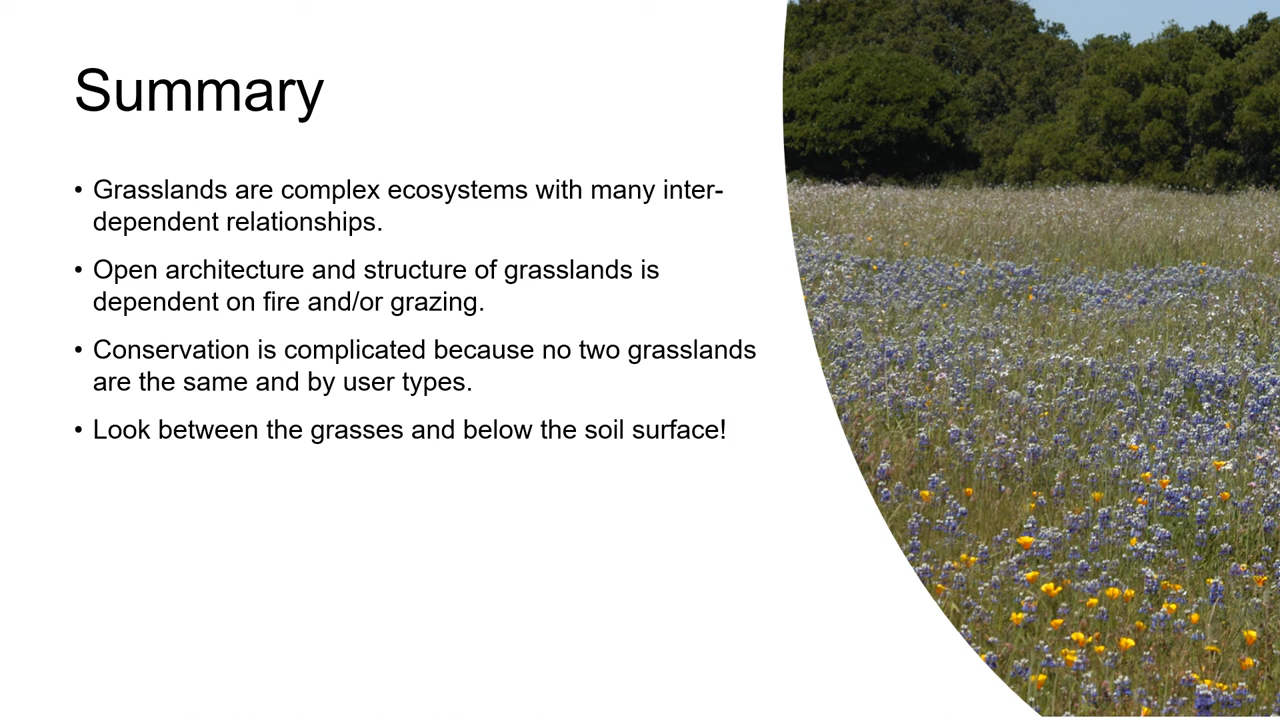 Summary
• Grasslands are complex ecosystems with many inter-
dependent relationships.
• Open architecture and structure of grasslands is
dependent on fire and/or grazing.
• Conservation is complicated because no two grasslands
are the same and by user types.
• Look between the grasses and below the soil surface!